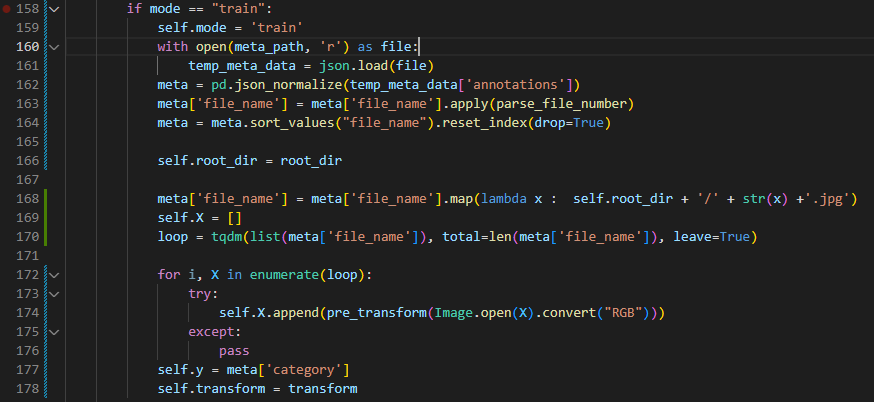 158 if mode == "train":
159 self.mode = 'train'
160 with open(meta_path, 'r') as file:
161 temp_meta_data = json.load(file)
162 meta = pd.json_normalize(temp_meta_data['annotations'])
163 meta['file_name'] = meta['file_name'].apply(parse_file_number)
164 meta = meta.sort_values("file_name").reset_index(drop=True)
165
166 self.root_dir = root_dir
167
168 meta['file_name'] = meta['file_name'].map(lambda x :  self.root_dir + '/' + str(x) +'.jpg')
169 self.X = []
170 loop = tqdm(list(meta['file_name']), total=len(meta['file_name']), leave=True)
171
172 for i, X in enumerate(loop):
173 try:
174 self.X.append(pre_transform(Image.open(X).convert("RGB")))
175 except:
176 pass
177 self.y = meta['category']
178 self.transform = transform